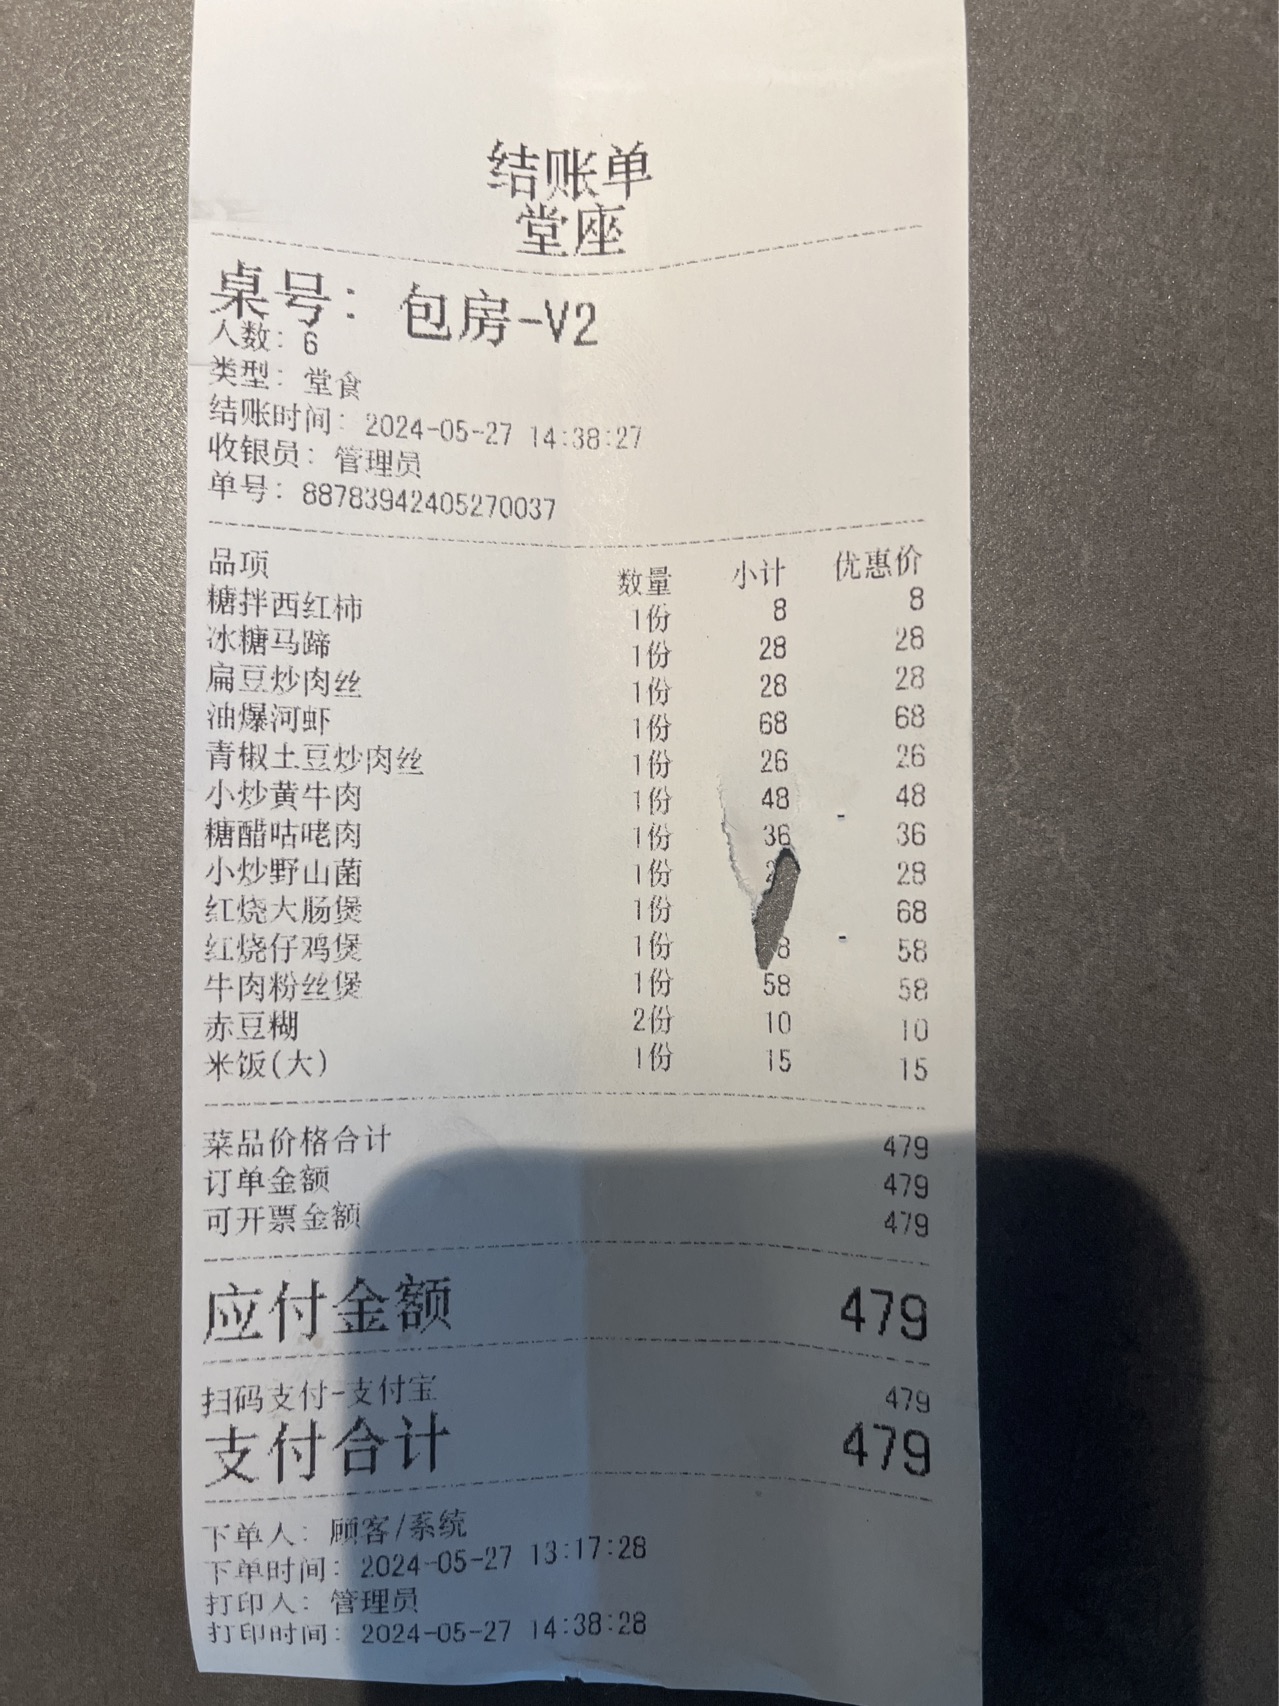 结账单
堂座
桌号: 包房-V2
人数: 6
类型: 堂食
结账时间: 2024-05-27 14:38:27
收银员: 管理员
单号: 88783942405270037
品项 数量 小计 优惠价
糖拌西红柿 1份 8 8
冰糖马蹄 1份 28 28
扁豆炒肉丝 1份 28 28
油爆河虾 1份 68 68
青椒土豆炒肉丝 1份 26 26
小炒黄牛肉 1份 48 48
糖醋咕咾肉 1份 36 36
小炒野山菌 1份 28
红烧大肠煲 1份 68
红烧仔鸡煲 1份 58
牛肉粉丝煲 1份 58 58
赤豆糊 2份 10 10
米饭(大) 1份 15 15
菜品价格合计 479
订单金额 479
可开票金额 479
应付金额 479
扫码支付-支付宝 479
支付合计 479
下单人: 顾客/系统
下单时间: 2024-05-27 13:17:28
打印人: 管理员
打印时间: 2024-05-27 14:38:28